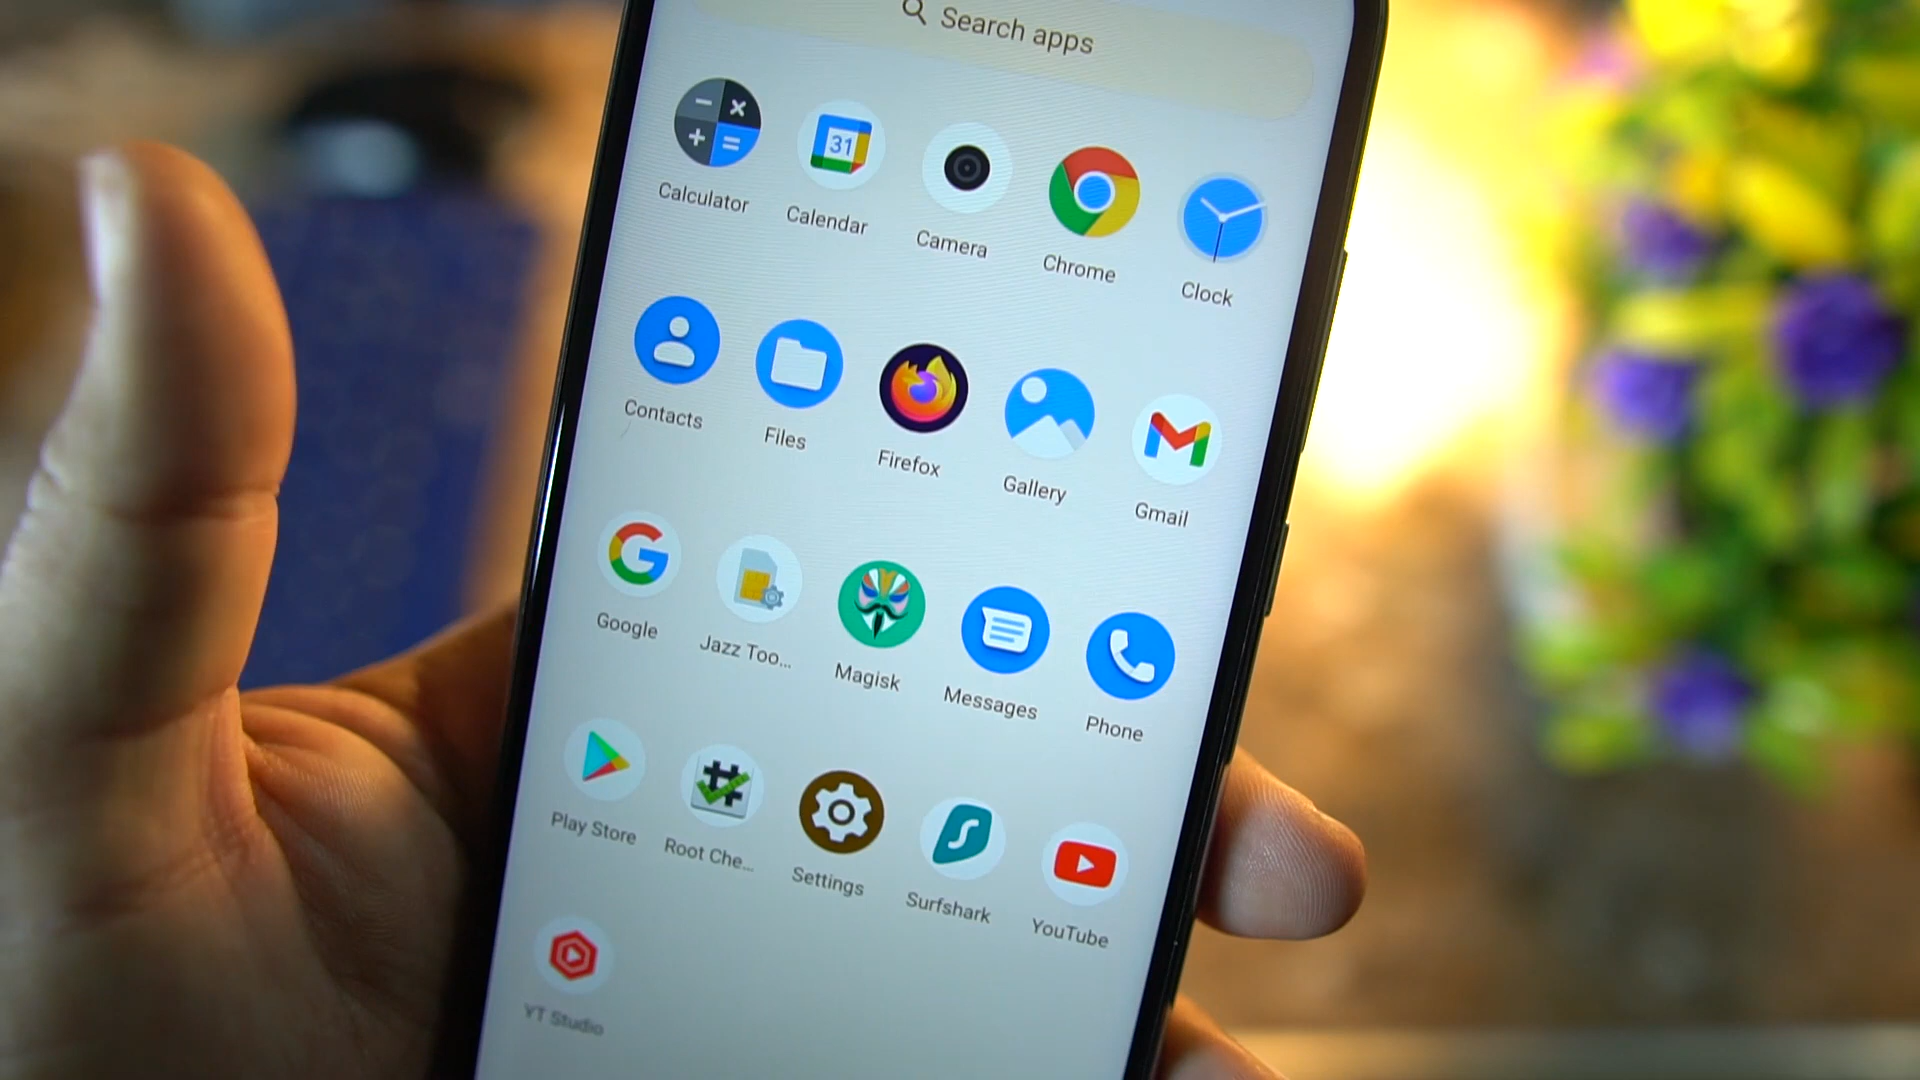 Search apps
31
Calculator
Calendar
Camera
Chrome
Clock
Contacts
Files
Firefox
Gallery
Gmail
Google
Jazz Too...
Magisk
Messages
Phone
Play Store
Root Che...
Settings
Surfshark
YouTube
YT Studio